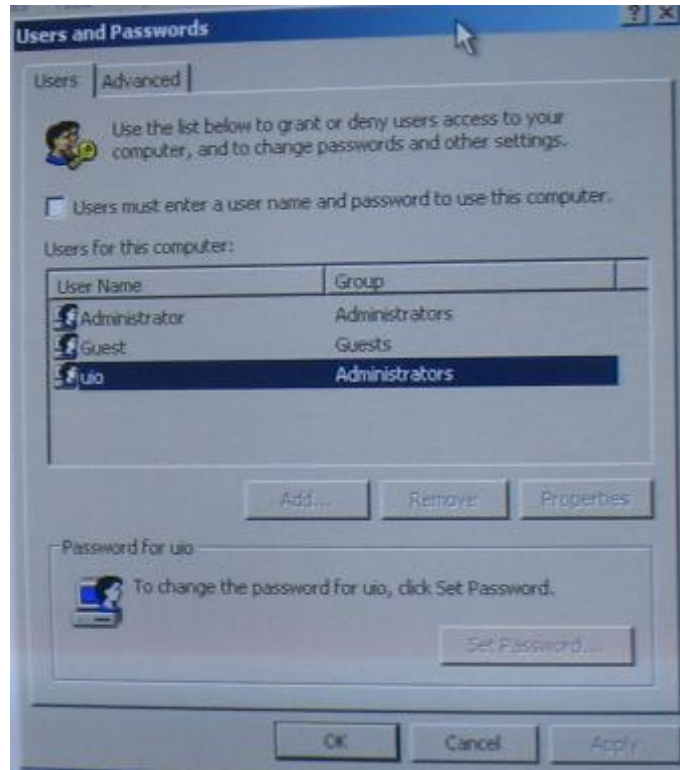 Users and Passwords
Users Advanced
Use the list below to grant or deny users access to your
computer, and to change passwords and other settings.
Users must enter a user name and password to use this computer.
Users for this computer:
User Name Group
Administrator Administrators
Guest Guests
uio Administrators
Add... Remove Properties
Password for uio
To change the password for uio, click Set Password.
Set Password...
OK Cancel Apply